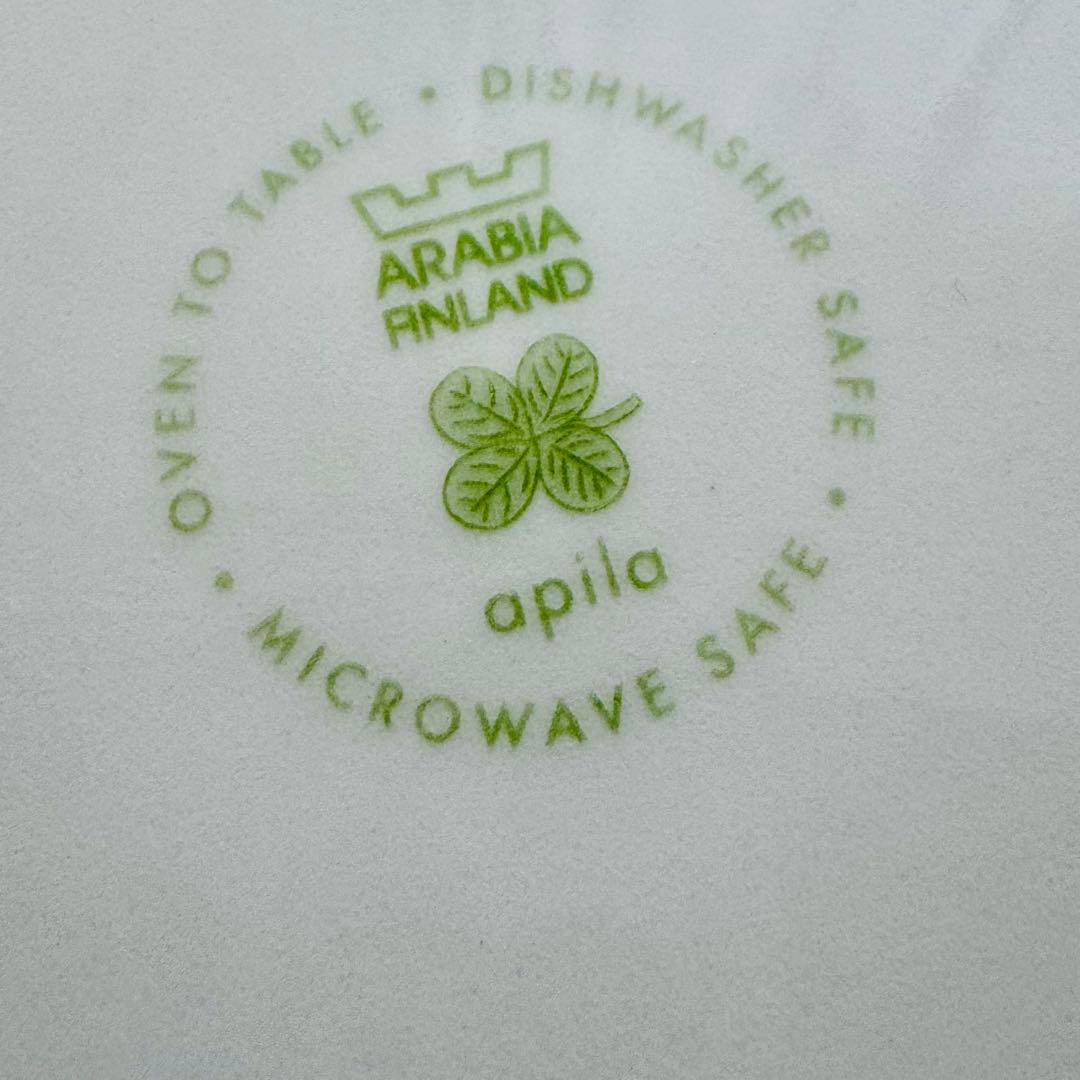 OVEN TO TABLE • DISHWASHER SAFE • MICROWAVE SAFE •
ARABIA
FINLAND
apila